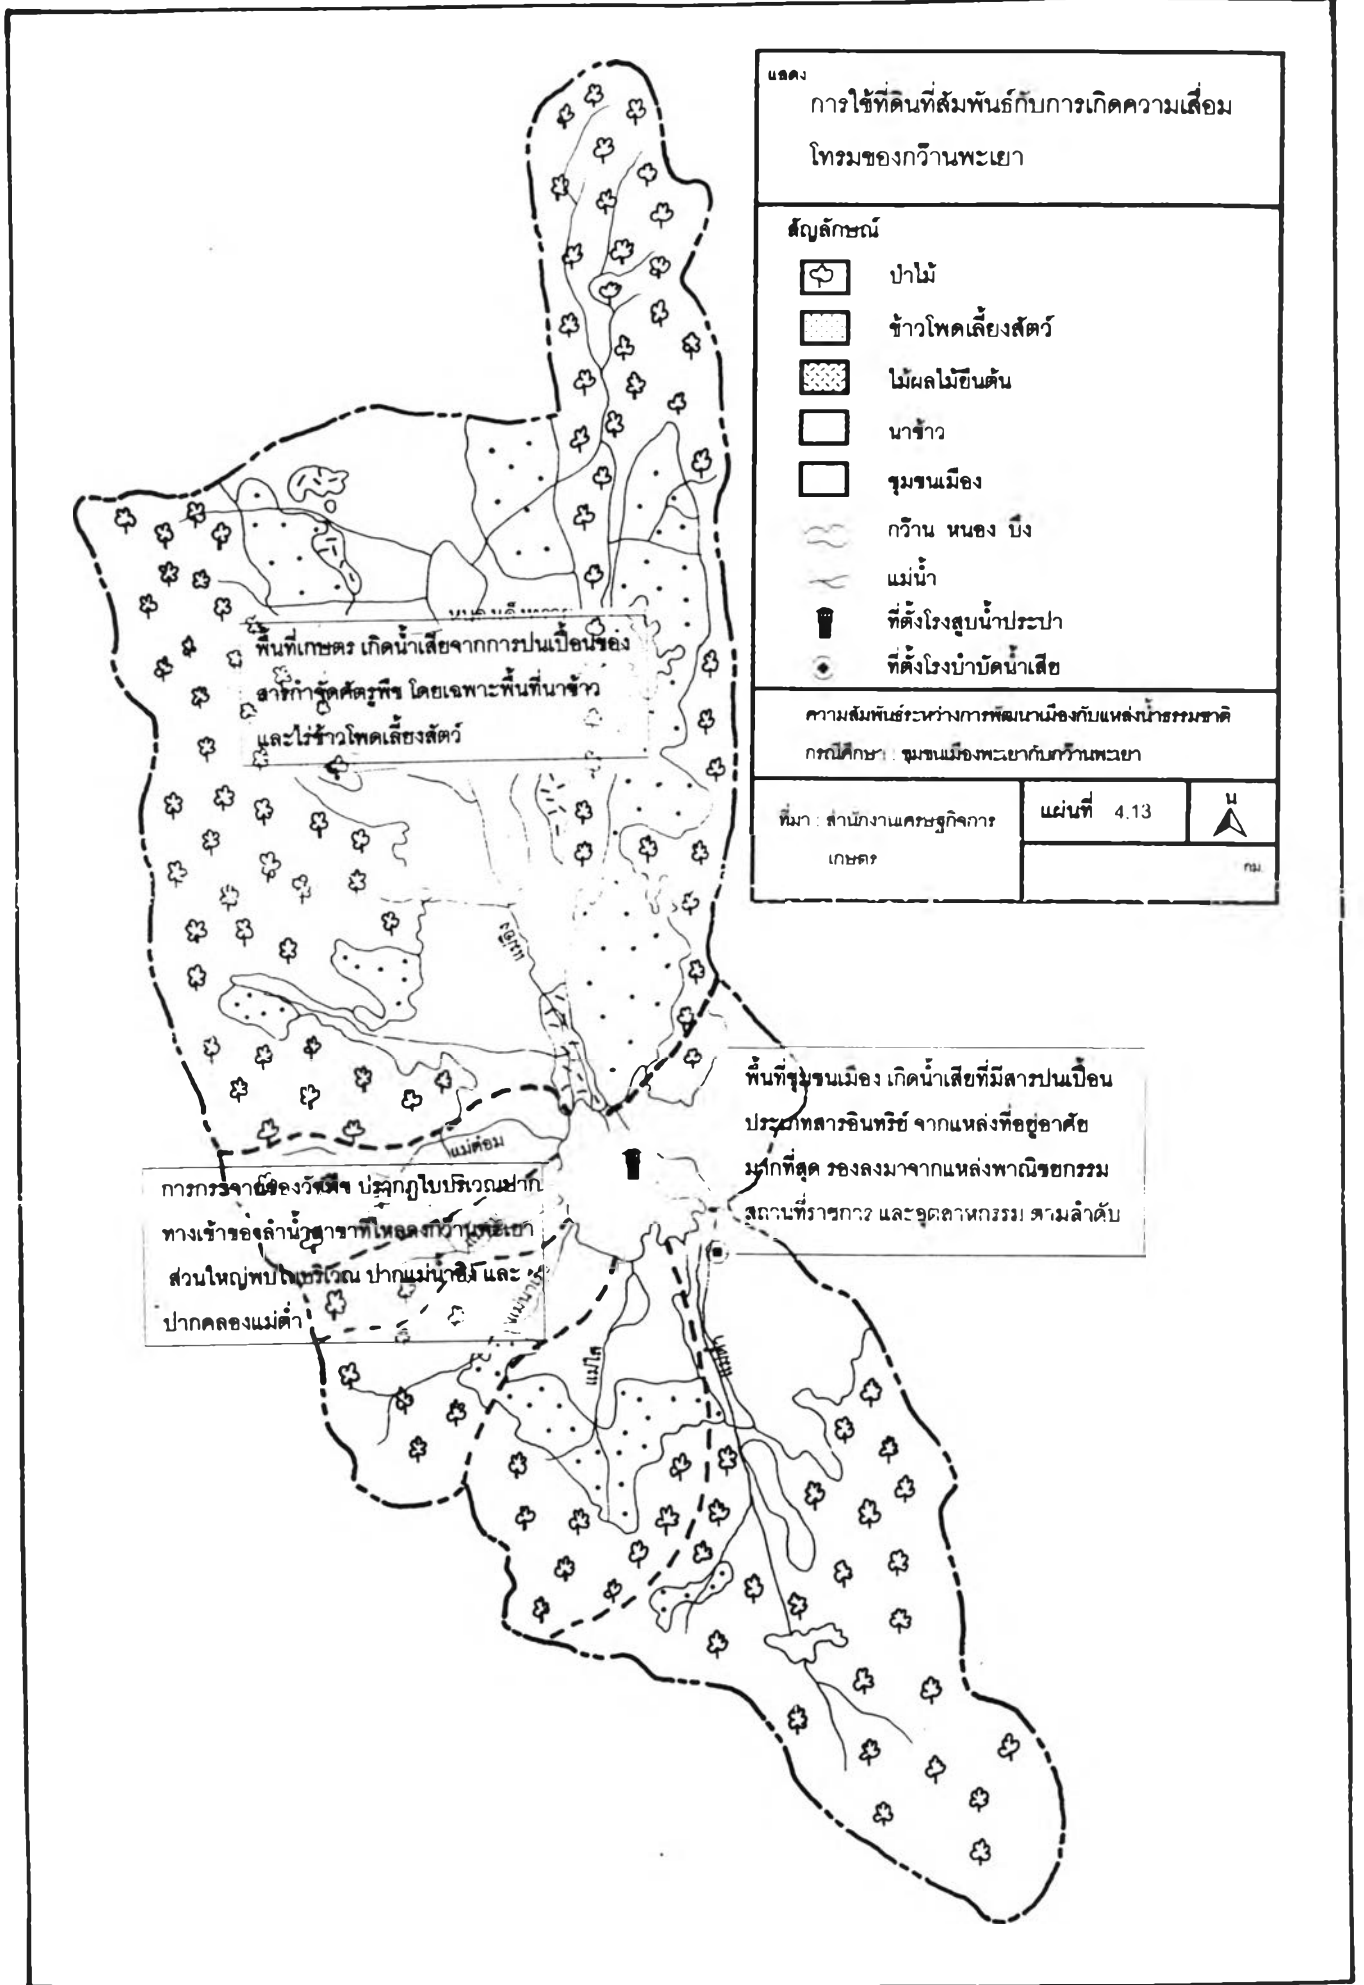 แสดง
การใช้ที่ดินที่สัมพันธ์กับการเกิดความเสื่อม
โทรมของกว๊านพะเยา
สัญลักษณ์
ป่าไม้
ข้าวโพดเลี้ยงสัตว์
ไม้ผลไม้ยืนต้น
นาข้าว
ชุมชนเมือง
กว๊าน หนอง บึง
แม่น้ำ
ที่ตั้งโรงสูบน้ำประปา
ที่ตั้งโรงบำบัดน้ำเสีย
ความสัมพันธ์ระหว่างการพัฒนาเมืองกับแหล่งน้ำธรรมชาติ
กรณีศึกษา : ชุมชนเมืองพะเยากับกว๊านพะเยา
ที่มา : สำนักงานเศรษฐกิจการ
เกษตร
แผ่นที่ 4.13
น
กม.
พื้นที่เกษตร เกิดน้ำเสียจากการปนเปื้อนของ
สารกำจัดศัตรูพืช โดยเฉพาะพื้นที่นาข้าว
และไร่ข้าวโพดเลี้ยงสัตว์
พื้นที่ชุมชนเมือง เกิดน้ำเสียที่มีสารปนเปื้อน
ประเภทสารอินทรีย์ จากแหล่งที่อยู่อาศัย
มากที่สุด รองลงมาจากแหล่งพาณิชยกรรม
สถานที่ราชการ และอุตสาหกรรม ตามลำดับ
แม่ต๋อม
การกระจายของวัชพืช ปรากฏในบริเวณปาก
ทางเข้าของลำน้ำสาขาที่ไหลลงกว๊านพะเยา
ส่วนใหญ่พบในบริเวณ ปากแม่น้ำอิง และ
ปากคลองแม่ต๋ำ
แม่ใส